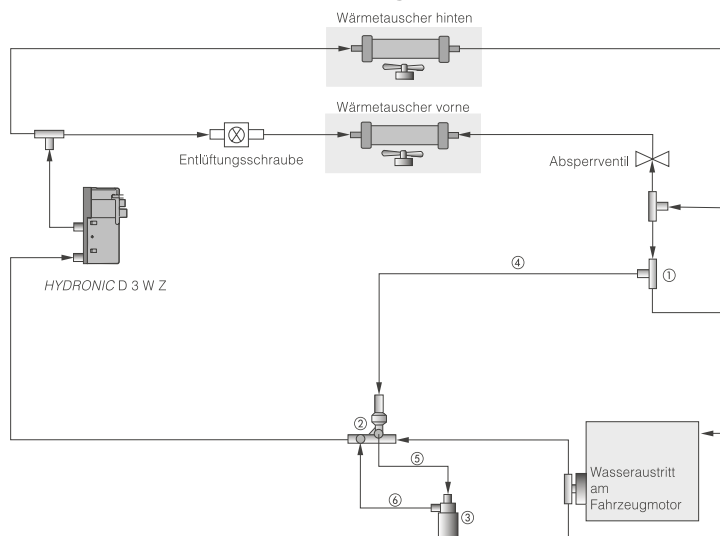 Wärmetauscher hinten
Wärmetauscher vorne
Entlüftungsschraube
Absperrventil
HYDRONIC D 3 W Z
④
①
②
⑤
⑥
③
Wasseraustritt
am
Fahrzeugmotor